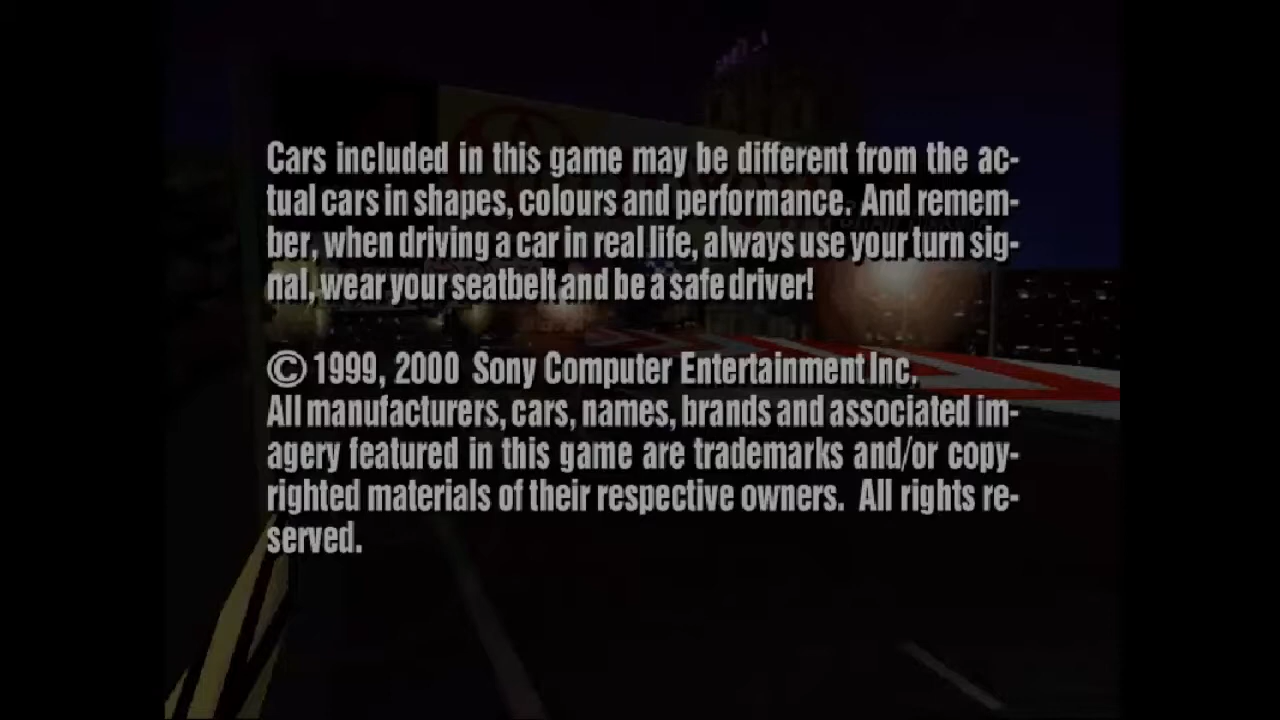 Cars included in this game may be different from the ac-
tual cars in shapes, colours and performance. And remem-
ber, when driving a car in real life, always use your turn sig-
nal, wear your seatbelt and be a safe driver!
© 1999, 2000 Sony Computer Entertainment Inc.
All manufacturers, cars, names, brands and associated im-
agery featured in this game are trademarks and/or copy-
righted materials of their respective owners. All rights re-
served.